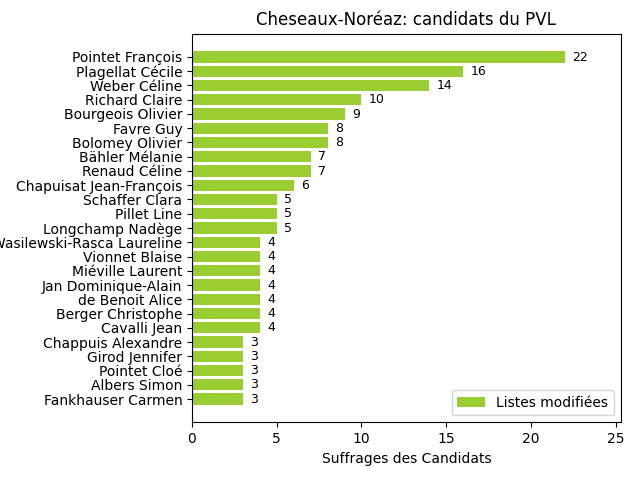 Cheseaux-Noréaz: candidats du PVL
Pointet François 22
Plagellat Cécile 16
Weber Céline 14
Richard Claire 10
Bourgeois Olivier 9
Favre Guy 8
Bolomey Olivier 8
Bähler Mélanie 7
Renaud Céline 7
Chapuisat Jean-François 6
Schaffer Clara 5
Pillet Line 5
Longchamp Nadège 5
Wasilewski-Rasca Laureline 4
Vionnet Blaise 4
Miéville Laurent 4
Jan Dominique-Alain 4
de Benoit Alice 4
Berger Christophe 4
Cavalli Jean 4
Chappuis Alexandre 3
Girod Jennifer 3
Pointet Cloé 3
Albers Simon 3
Fankhauser Carmen 3
Listes modifiées
0 5 10 15 20 25
Suffrages des Candidats